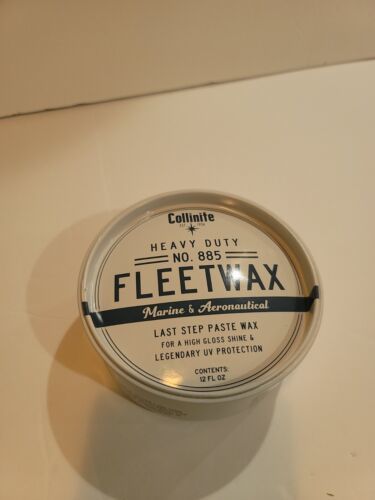 Collinite
HEAVY DUTY
NO. 885
FLEETWAX
Marine & Aeronautical
LAST STEP PASTE WAX
FOR A HIGH GLOSS SHINE &
LEGENDARY UV PROTECTION
CONTENTS:
12 FL OZ